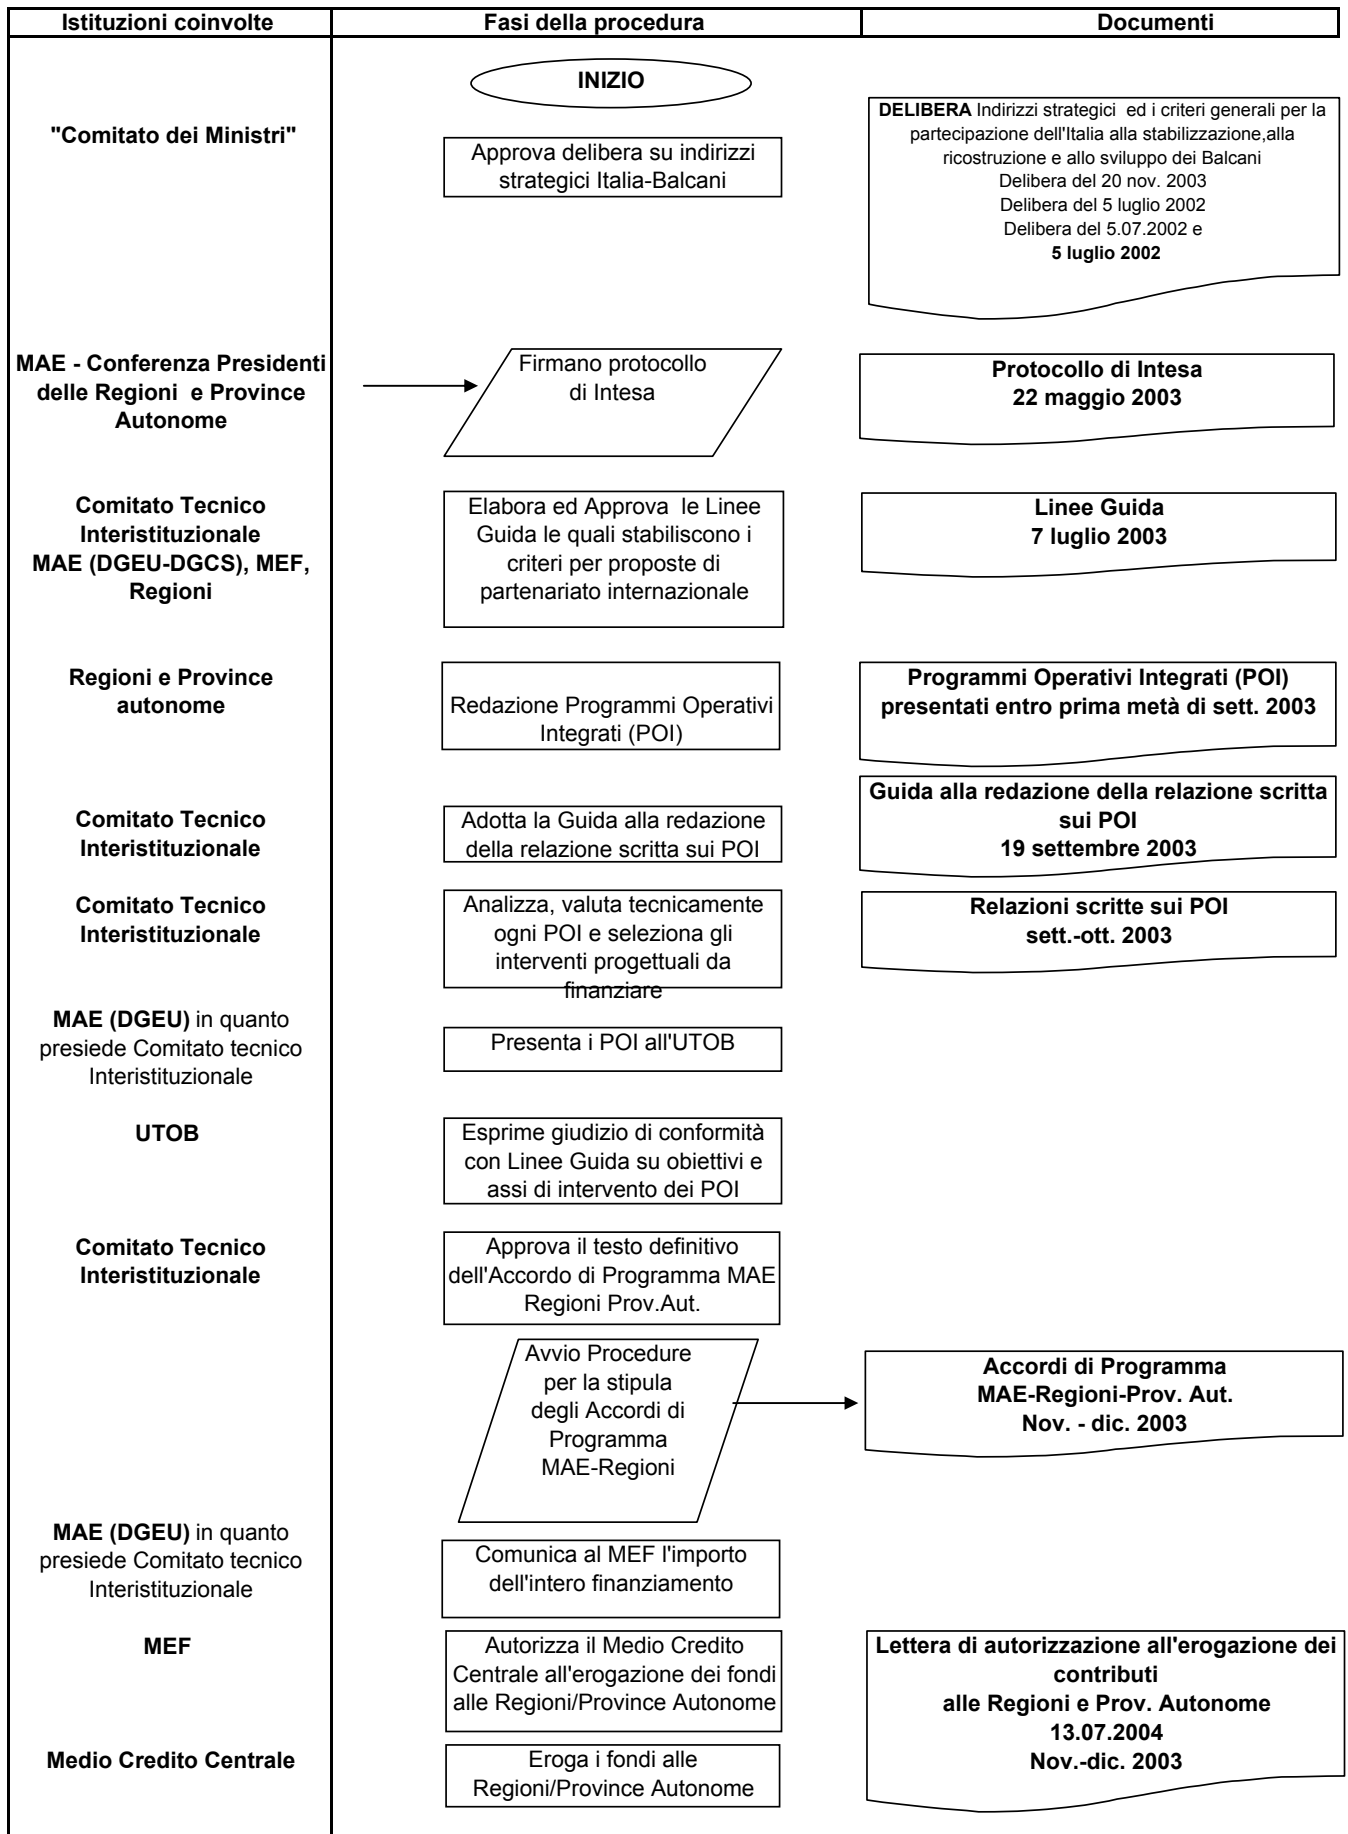 Istituzioni coinvolte
Fasi della procedura
Documenti
INIZIO
"Comitato dei Ministri"
Approva delibera su indirizzi
strategici Italia-Balcani
DELIBERA Indirizzi strategici ed i criteri generali per la
partecipazione dell'Italia alla stabilizzazione,alla
ricostruzione e allo sviluppo dei Balcani
Delibera del 20 nov. 2003
Delibera del 5 luglio 2002
Delibera del 5.07.2002 e
5 luglio 2002
MAE - Conferenza Presidenti
delle Regioni e Province
Autonome
Firmano protocollo
di Intesa
Protocollo di Intesa
22 maggio 2003
Comitato Tecnico
Interistituzionale
MAE (DGEU-DGCS), MEF,
Regioni
Elabora ed Approva le Linee
Guida le quali stabiliscono i
criteri per proposte di
partenariato internazionale
Linee Guida
7 luglio 2003
Regioni e Province
autonome
Redazione Programmi Operativi
Integrati (POI)
Programmi Operativi Integrati (POI)
presentati entro prima metà di sett. 2003
Comitato Tecnico
Interistituzionale
Adotta la Guida alla redazione
della relazione scritta sui POI
Guida alla redazione della relazione scritta
sui POI
19 settembre 2003
Comitato Tecnico
Interistituzionale
Analizza, valuta tecnicamente
ogni POI e seleziona gli
interventi progettuali da
finanziare
Relazioni scritte sui POI
sett.-ott. 2003
MAE (DGEU) in quanto
presiede Comitato tecnico
Interistituzionale
Presenta i POI all'UTOB
UTOB
Esprime giudizio di conformità
con Linee Guida su obiettivi e
assi di intervento dei POI
Comitato Tecnico
Interistituzionale
Approva il testo definitivo
dell'Accordo di Programma MAE
Regioni Prov.Aut.
Avvio Procedure
per la stipula
degli Accordi di
Programma
MAE-Regioni
Accordi di Programma
MAE-Regioni-Prov. Aut.
Nov. - dic. 2003
MAE (DGEU) in quanto
presiede Comitato tecnico
Interistituzionale
Comunica al MEF l'importo
dell'intero finanziamento
MEF
Autorizza il Medio Credito
Centrale all'erogazione dei fondi
alle Regioni/Province Autonome
Lettera di autorizzazione all'erogazione dei
contributi
alle Regioni e Prov. Autonome
13.07.2004
Nov.-dic. 2003
Medio Credito Centrale
Eroga i fondi alle
Regioni/Province Autonome